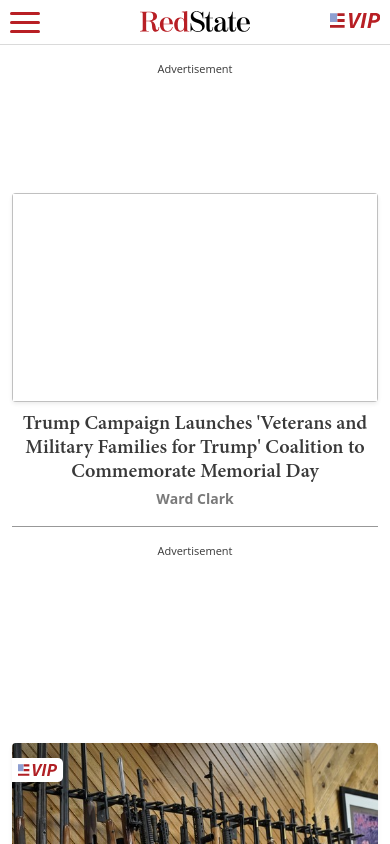 RedState
VIP
Advertisement
Trump Campaign Launches 'Veterans and
Military Families for Trump' Coalition to
Commemorate Memorial Day
Ward Clark
Advertisement
VIP